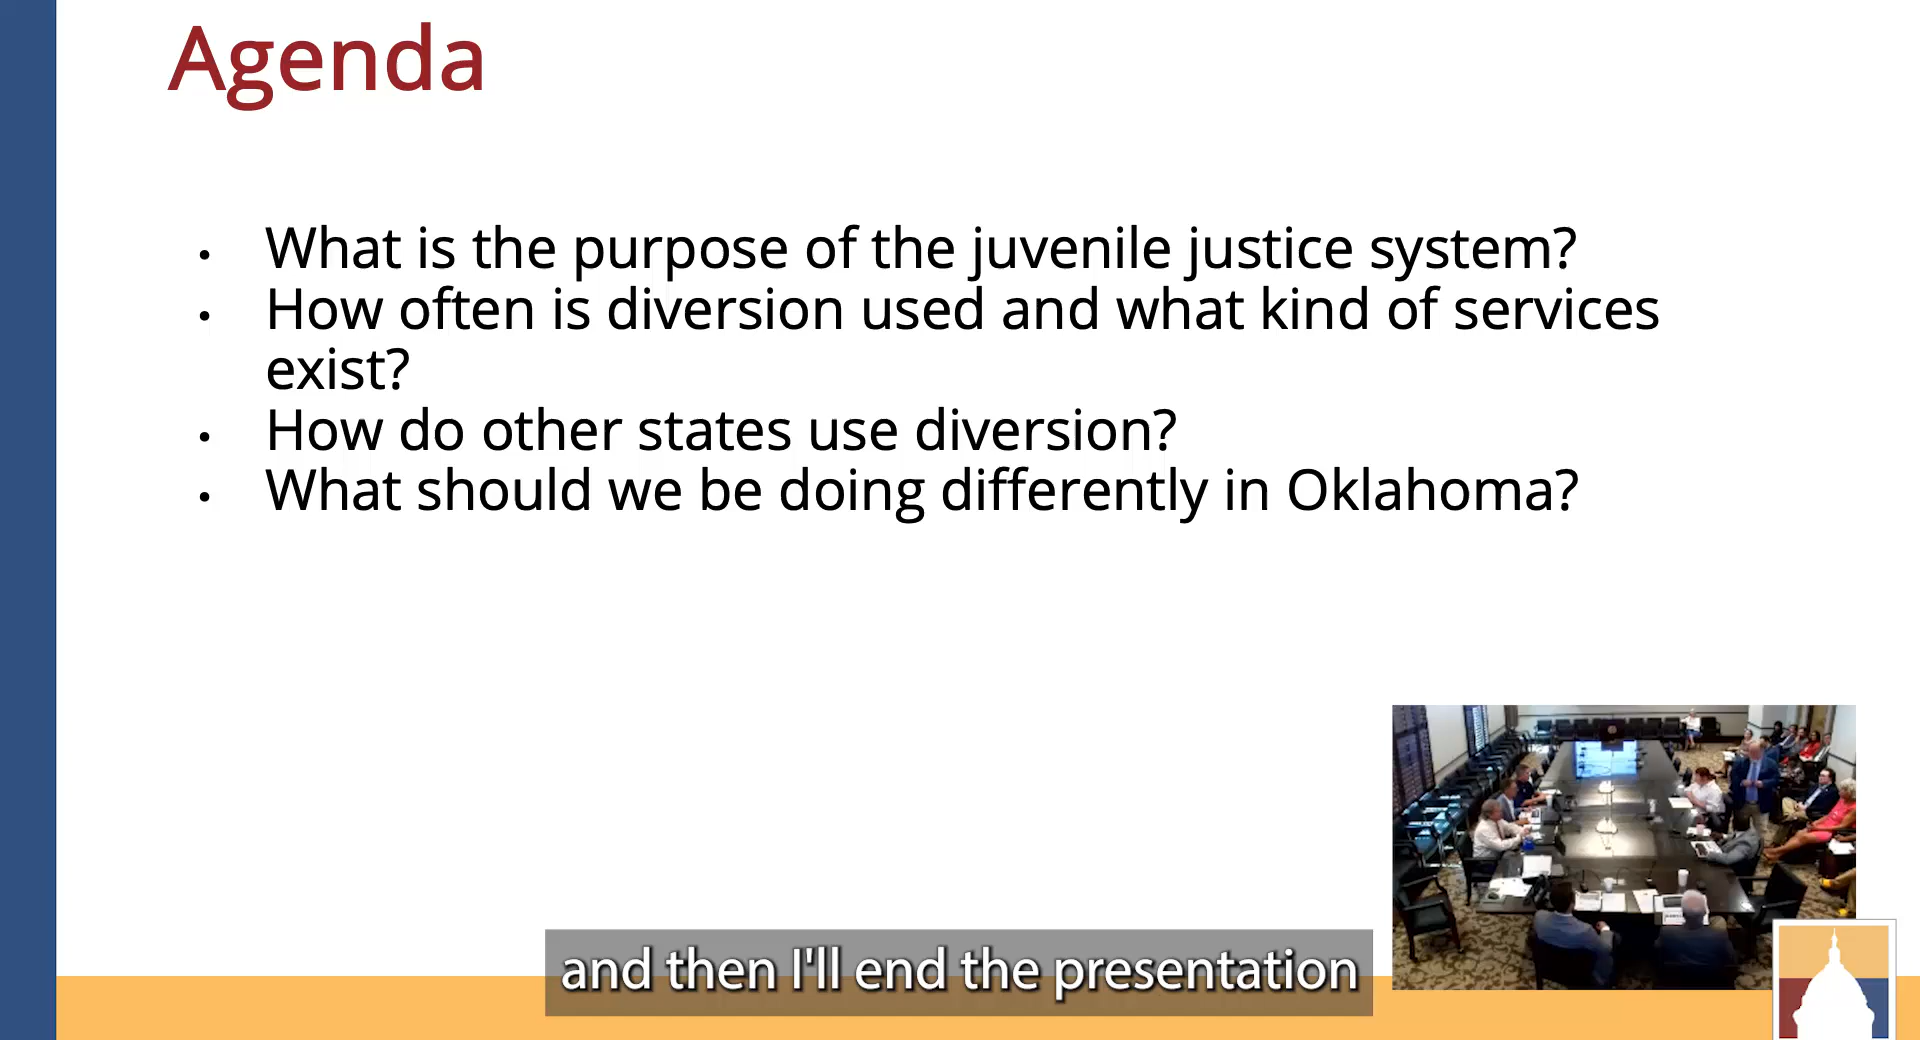 Agenda
• What is the purpose of the juvenile justice system?
• How often is diversion used and what kind of services
exist?
• How do other states use diversion?
• What should we be doing differently in Oklahoma?
and then I'll end the presentation